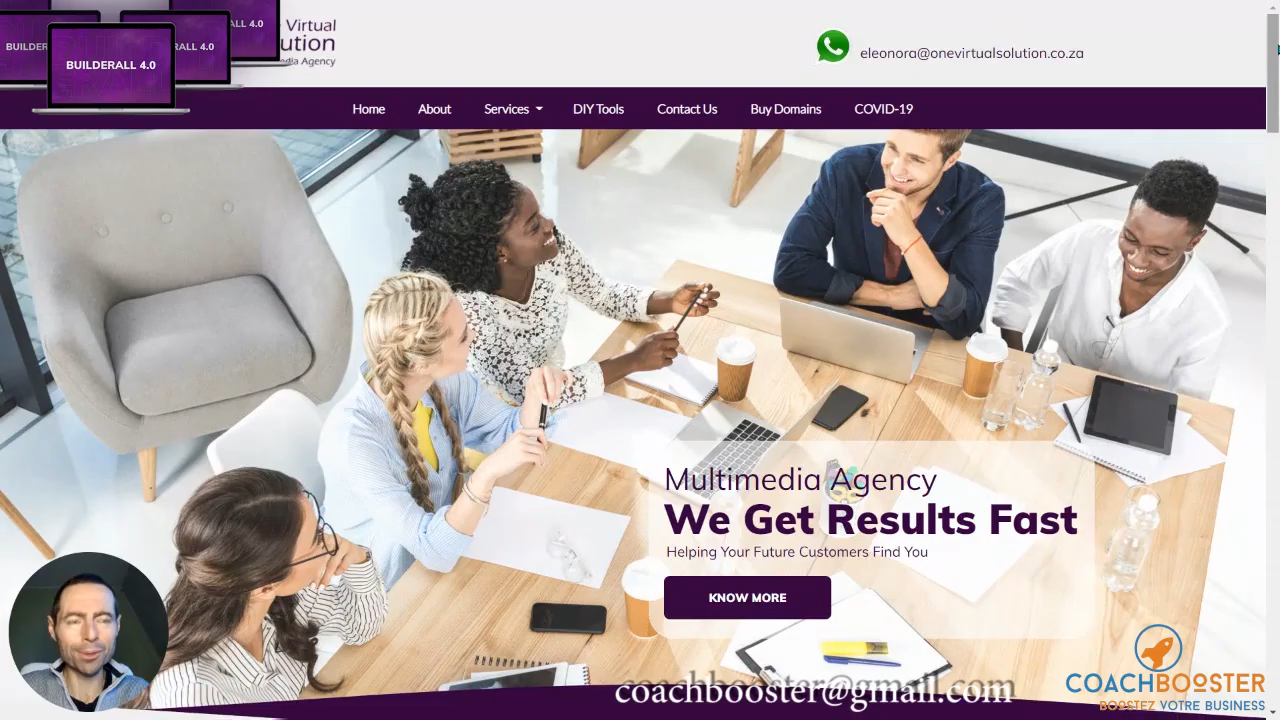 BUILDER
ALL 4.0
RALL 4.0
BUILDERALL 4.0
Virtual
ution
edia Agency
eleonora@onevirtualsolution.co.za
Home About Services DIY Tools Contact Us Buy Domains COVID-19
Multimedia Agency
We Get Results Fast
Helping Your Future Customers Find You
KNOW MORE
coachbooster@gmail.com
COACHBOOSTER
BOOSTEZ VOTRE BUSINESS